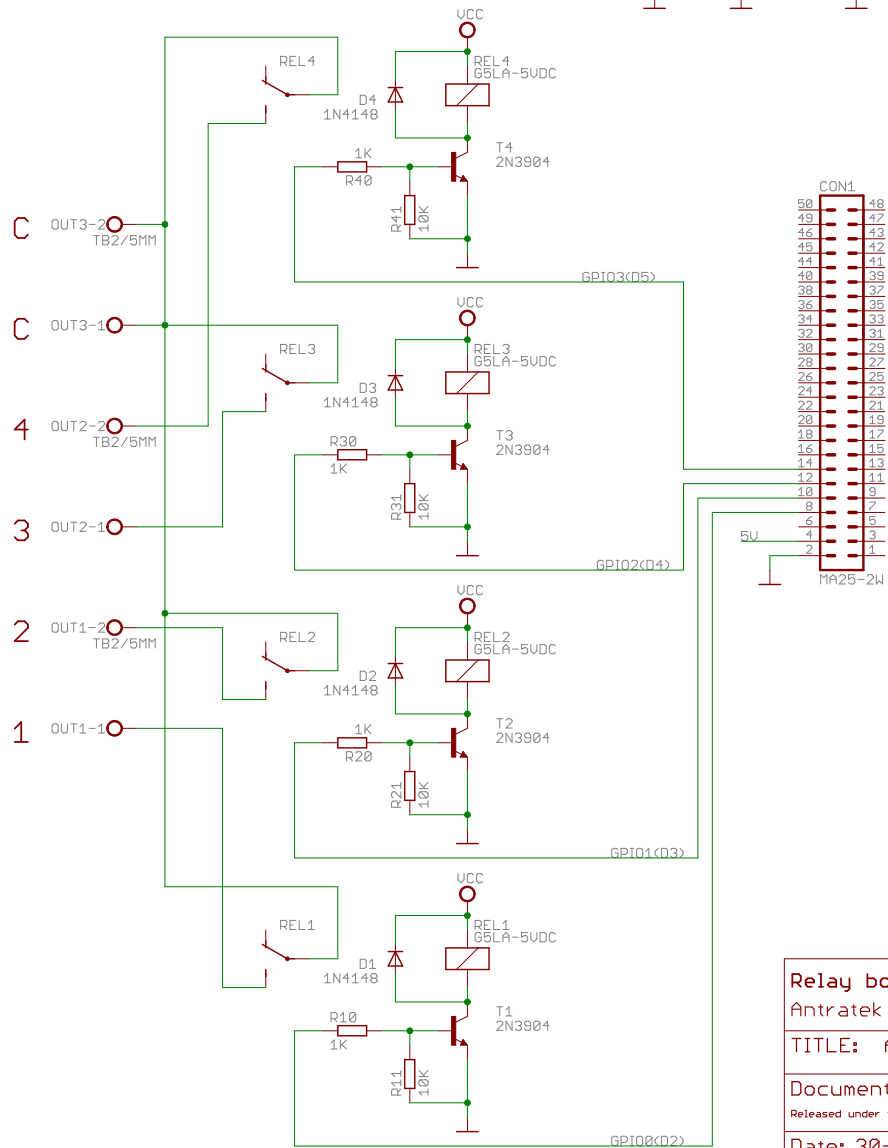 VCC
REL4
REL4
G5LA-5VDC
D4
1N4148
T4
2N3904
1K
R40
R41
10K
C
OUT3-2
TB2/5MM
GPIO3(D5)
VCC
C
OUT3-1
REL3
REL3
G5LA-5VDC
D3
1N4148
4
OUT2-2
TB2/5MM
T3
2N3904
R30
1K
R31
10K
3
OUT2-1
GPIO2(D4)
VCC
2
OUT1-2
TB2/5MM
REL2
REL2
G5LA-5VDC
D2
1N4148
1
OUT1-1
T2
2N3904
1K
R20
R21
10K
GPIO1(D3)
VCC
REL1
REL1
G5LA-5VDC
D1
1N4148
T1
2N3904
R10
1K
R11
10K
GPIO0(D2)
CON1
50 48
49 47
46 43
45 42
44 41
40 39
38 37
36 35
34 33
32 31
30 29
28 27
26 25
24 23
22 21
20 19
18 17
16 15
14 13
12 11
10 9
8 7
6 5
5V 4 3
2 1
MA25-2W
Relay bo
Antratek
TITLE:
Document
Released under
Date: 30-